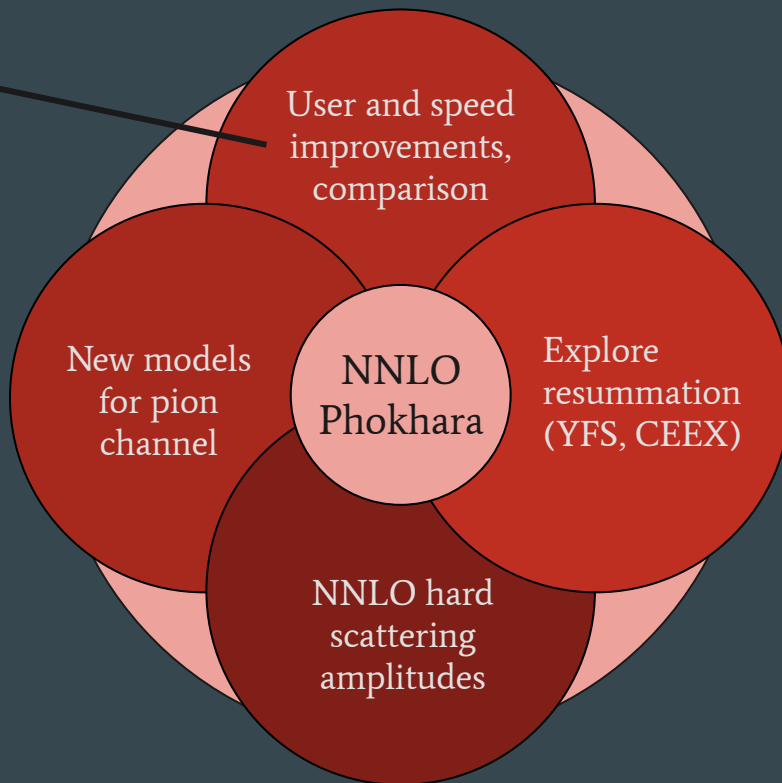 User and speed
improvements,
comparison
New models
for pion
channel
NNLO
Phokhara
Explore
resummation
(YFS, CEEX)
NNLO hard
scattering
amplitudes